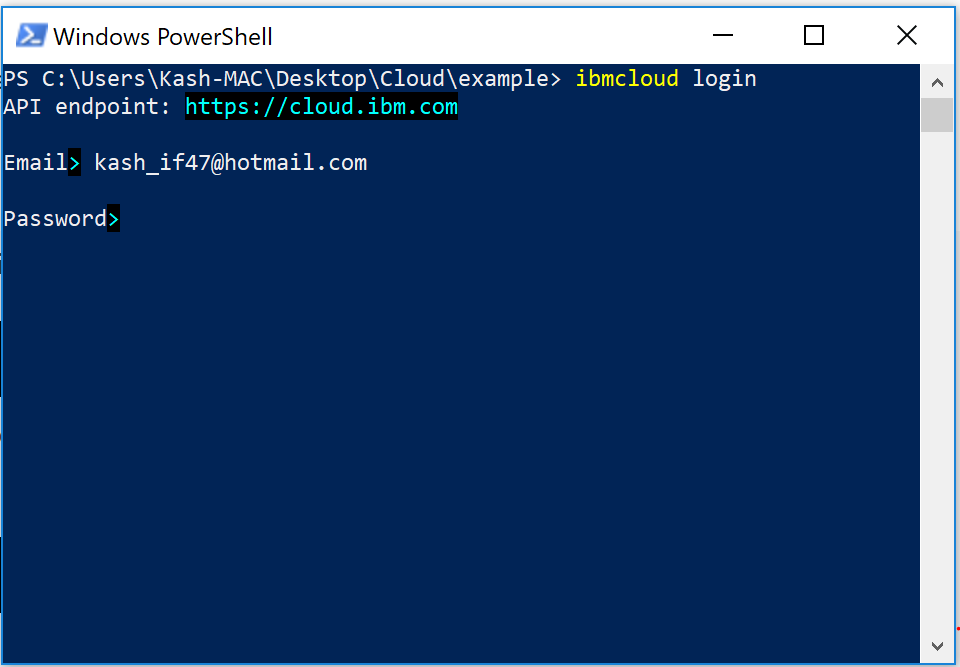 Windows PowerShell
PS C:\Users\Kash-MAC\Desktop\Cloud\example> ibmcloud login
API endpoint: https://cloud.ibm.com
Email> kash_if47@hotmail.com
Password>